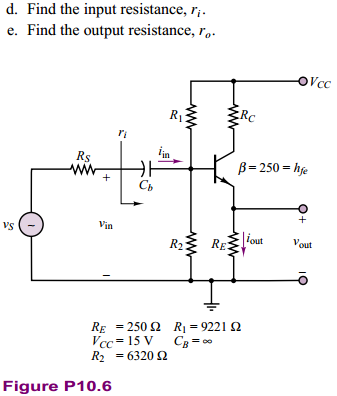 d. Find the input resistance, rᵢ.
e. Find the output resistance, rₒ.
VCC
R1
RC
ri
iin
RS
+
Cb
β = 250 = hfe
+
vS
–
Vin
R2
RE
iout
Vout
–
–
RE = 250 Ω R1 = 9221 Ω
VCC = 15 V CB = ∞
R2 = 6320 Ω
Figure P10.6